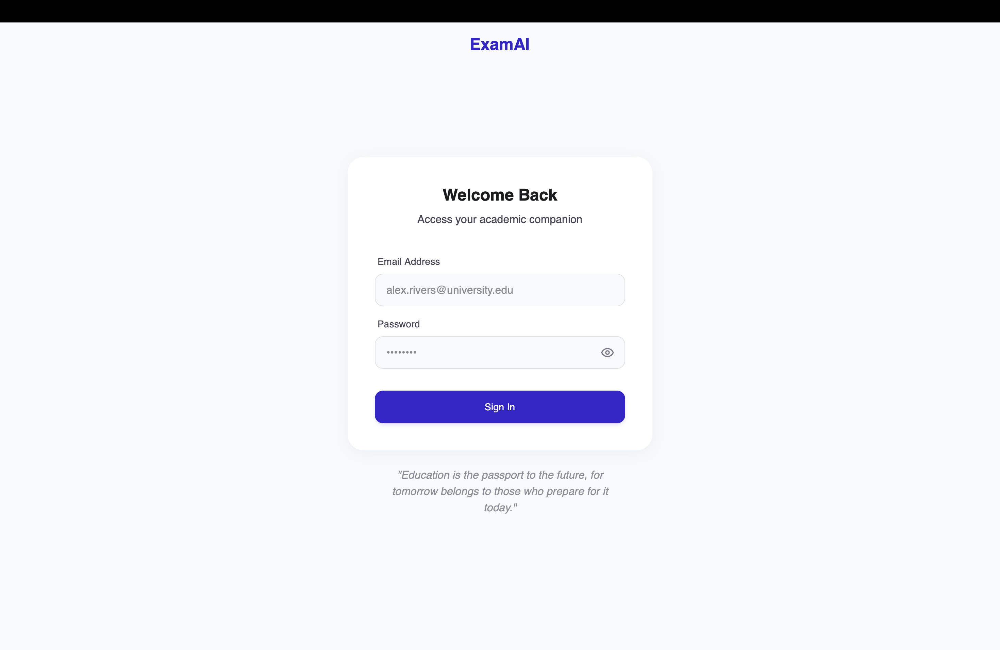 ExamAI
Welcome Back
Access your academic companion
Email Address
alex.rivers@university.edu
Password
••••••••
Sign In
"Education is the passport to the future, for
tomorrow belongs to those who prepare for it
today."